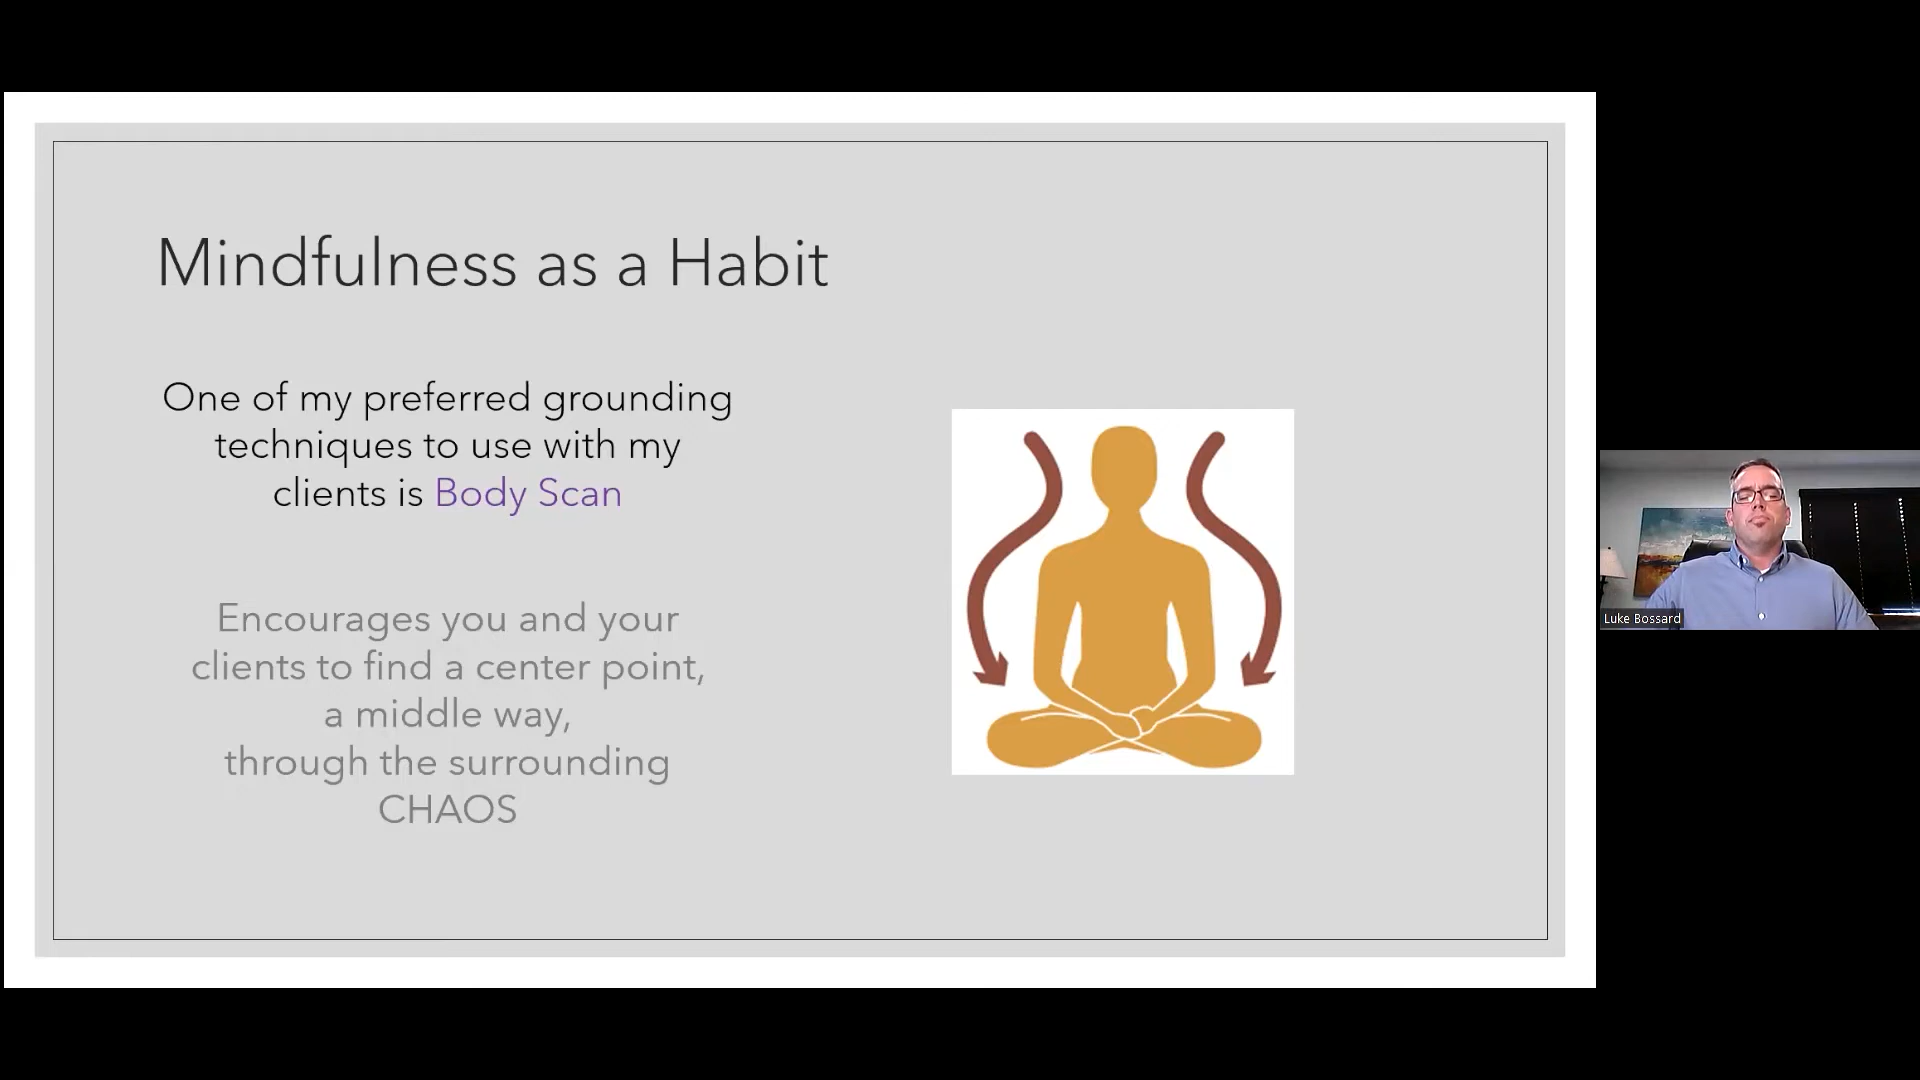 Mindfulness as a Habit
One of my preferred grounding
techniques to use with my
clients is Body Scan
Encourages you and your
clients to find a center point,
a middle way,
through the surrounding
CHAOS
Luke Bossard